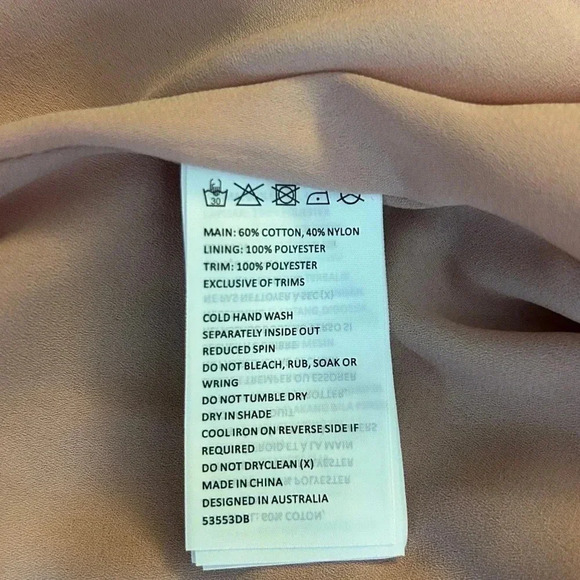 30
MAIN: 60% COTTON, 40% NYLON
LINING: 100% POLYESTER
TRIM: 100% POLYESTER
EXCLUSIVE OF TRIMS
COLD HAND WASH
SEPARATELY INSIDE OUT
REDUCED SPIN
DO NOT BLEACH, RUB, SOAK OR
WRING
DO NOT TUMBLE DRY
DRY IN SHADE
COOL IRON ON REVERSE SIDE IF
REQUIRED
DO NOT DRYCLEAN (X)
MADE IN CHINA
DESIGNED IN AUSTRALIA
53553DB